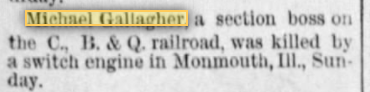 Michael Gallagher, a section boss on
the C., B. & Q. railroad, was killed by
a switch engine in Monmouth, Ill., Sun-
day.